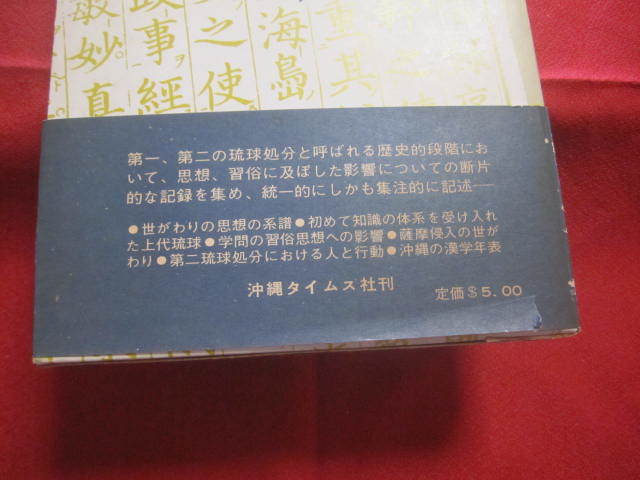 海島
之使
事經
妙真
第一、第二の琉球処分と呼ばれる歴史的段階にお
いて、思想、習俗に及ぼした影響についての断片
的な記録を集め、統一的にしかも集注的に記述──
●世がわりの思想の系譜●初めて知識の体系を受け入れ
た上代琉球●学問の習俗思想への影響●薩摩侵入の世が
わり●第二琉球処分における人と行動●沖縄の漢学年表
沖縄タイムス社刊
定価$5.00